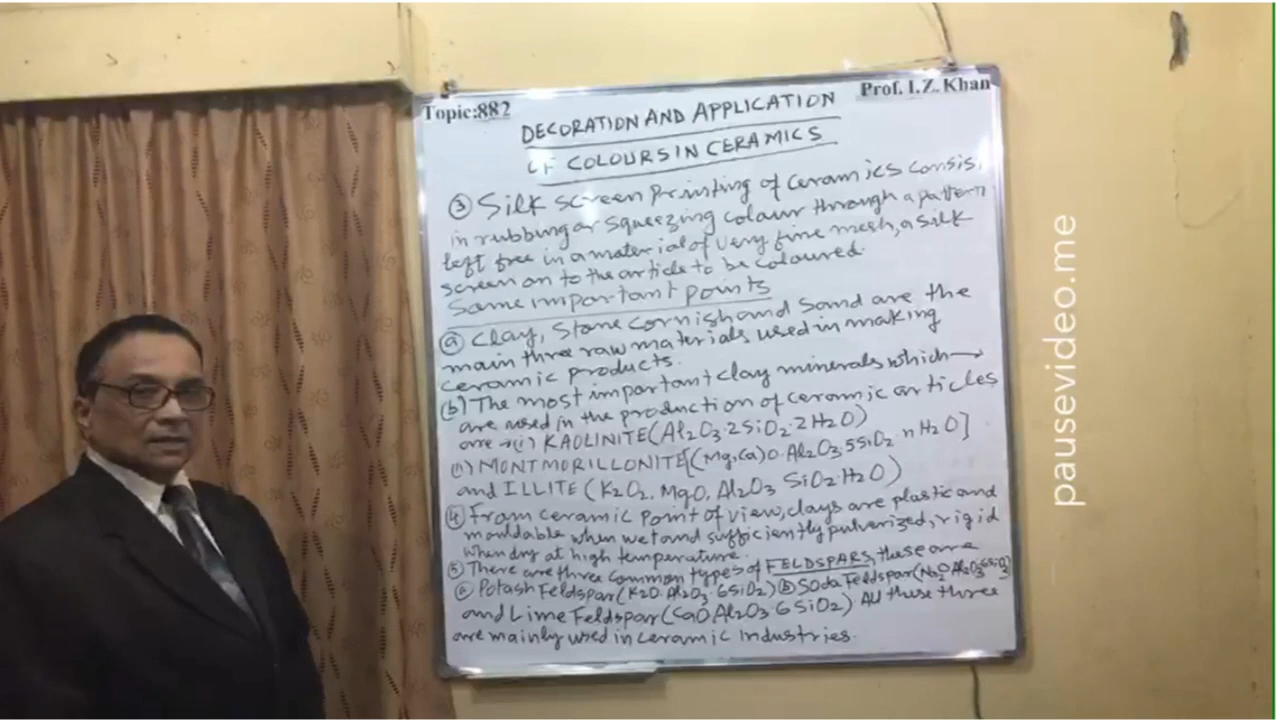 Topic:882
Prof. I.Z. Khan
DECORATION AND APPLICATION
OF COLOURS IN CERAMICS
③ Silk screen Printing of ceramics consis.
in rubbing or squeezing colour through a pattern
left free in a material of very fine mesh, a silk
screen on to the article to be coloured.
Some important points
ⓐ Clay, Stone cornish and Sand are the
main three raw materials used in making
ceramic products.
(b) The most important clay minerals which →
are used in the production of ceramic articles
are → (i) KAOLINITE (Al₂O₃·2SiO₂·2H₂O)
(ii) MONTMORILLONITE [(Mg,Ca)O·Al₂O₃,5SiO₂·nH₂O]
and ILLITE (K₂O₂, MgO, Al₂O₃ SiO₂·H₂O)
④ From ceramic point of view, clays are plastic and
mouldable when wet and sufficiently pulverized, rigid
when dry at high temperature.
⑤ There are three common types of FELDSPARS, these are
ⓐ Potash Feldspar (K₂O·Al₂O₃·6SiO₂) ⓑ Soda Feldspar (Na₂O Al₂O₃ 6SiO₂)
and Lime Feldspar (CaO Al₂O₃·6SiO₂) All these three
are mainly used in ceramic Industries.
pausevideo.me